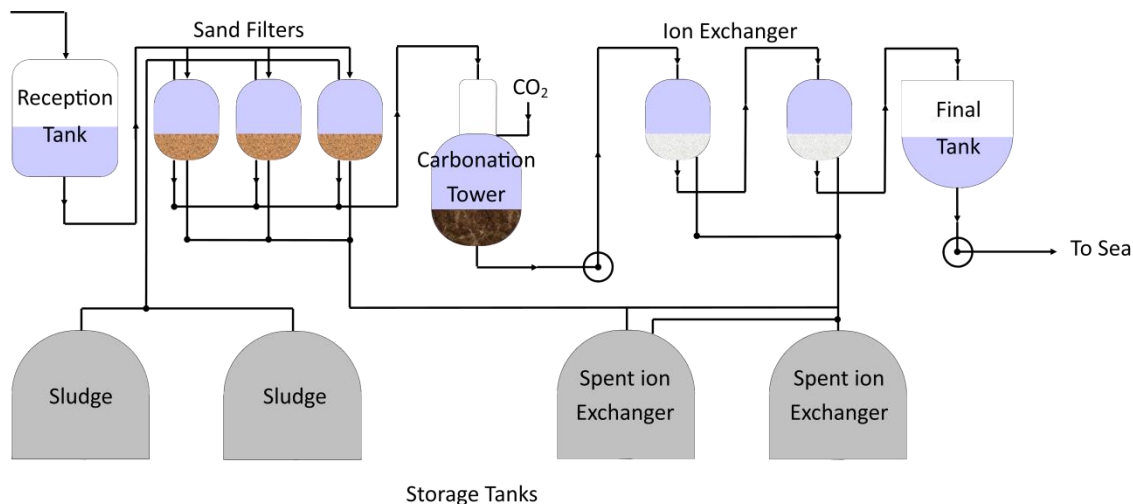 Sand Filters
Ion Exchanger
Reception
Tank
CO₂
Carbonation
Tower
Final
Tank
To Sea
Sludge
Sludge
Spent ion
Exchanger
Spent ion
Exchanger
Storage Tanks